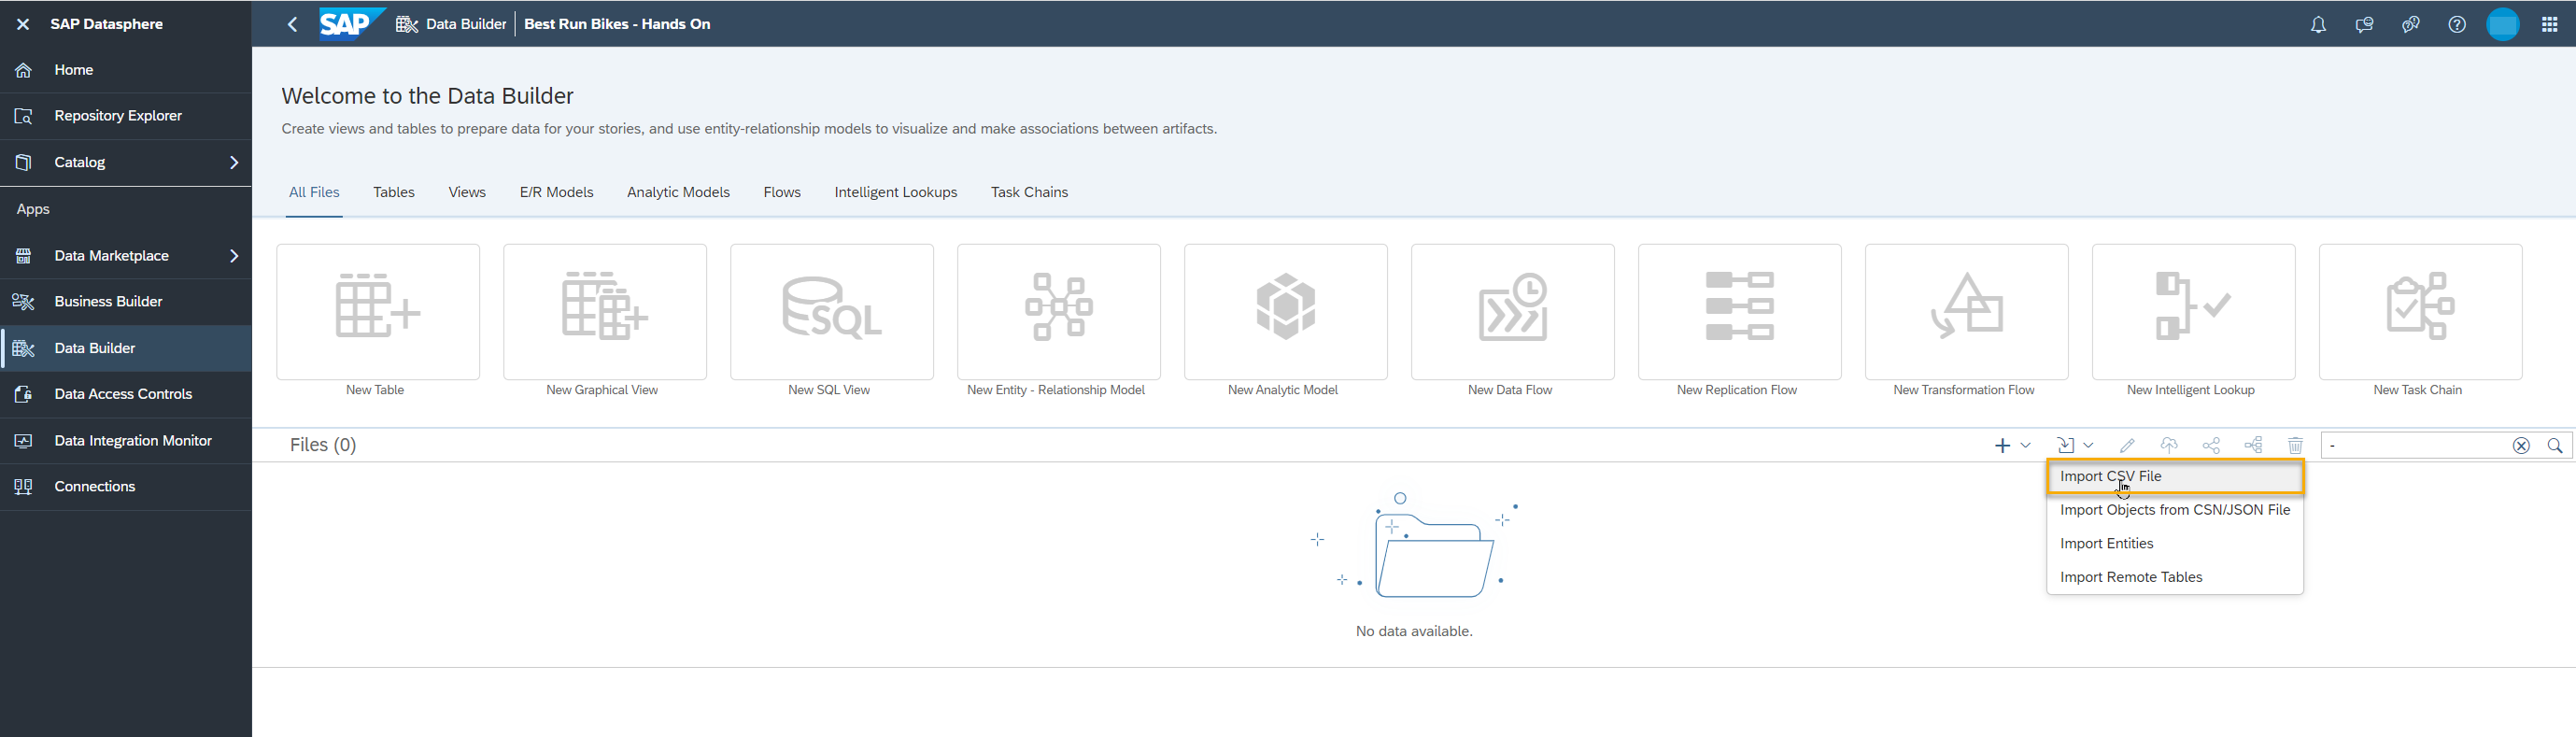 SAP Datasphere
SAP
Data Builder
Best Run Bikes - Hands On
Home
Repository Explorer
Catalog
Apps
Data Marketplace
Business Builder
Data Builder
Data Access Controls
Data Integration Monitor
Connections
Welcome to the Data Builder
Create views and tables to prepare data for your stories, and use entity-relationship models to visualize and make associations between artifacts.
All Files
Tables
Views
E/R Models
Analytic Models
Flows
Intelligent Lookups
Task Chains
SQL
New Table
New Graphical View
New SQL View
New Entity - Relationship Model
New Analytic Model
New Data Flow
New Replication Flow
New Transformation Flow
New Intelligent Lookup
New Task Chain
Files (0)
-
Import CSV File
Import Objects from CSN/JSON File
Import Entities
Import Remote Tables
No data available.